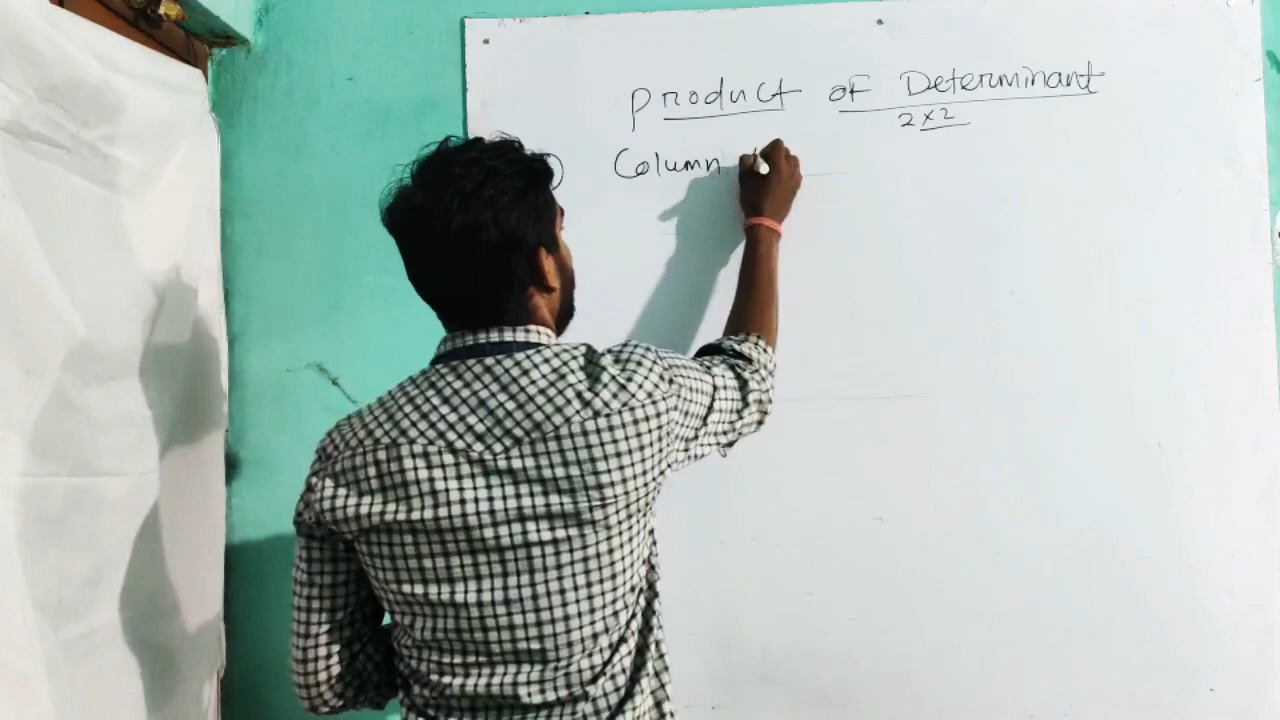 Product of Determinant
2×2
) Column